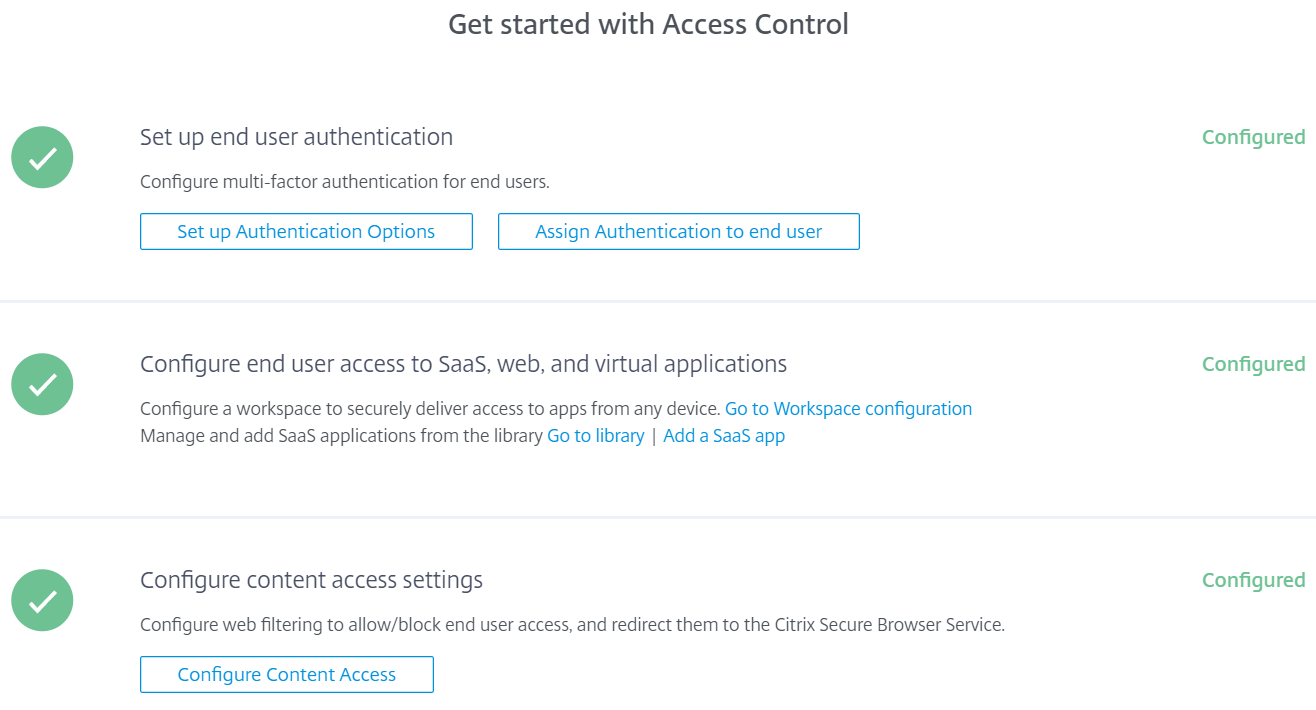 Get started with Access Control
Set up end user authentication
Configured
Configure multi-factor authentication for end users.
Set up Authentication Options
Assign Authentication to end user
Configure end user access to SaaS, web, and virtual applications
Configured
Configure a workspace to securely deliver access to apps from any device. Go to Workspace configuration
Manage and add SaaS applications from the library Go to library | Add a SaaS app
Configure content access settings
Configured
Configure web filtering to allow/block end user access, and redirect them to the Citrix Secure Browser Service.
Configure Content Access